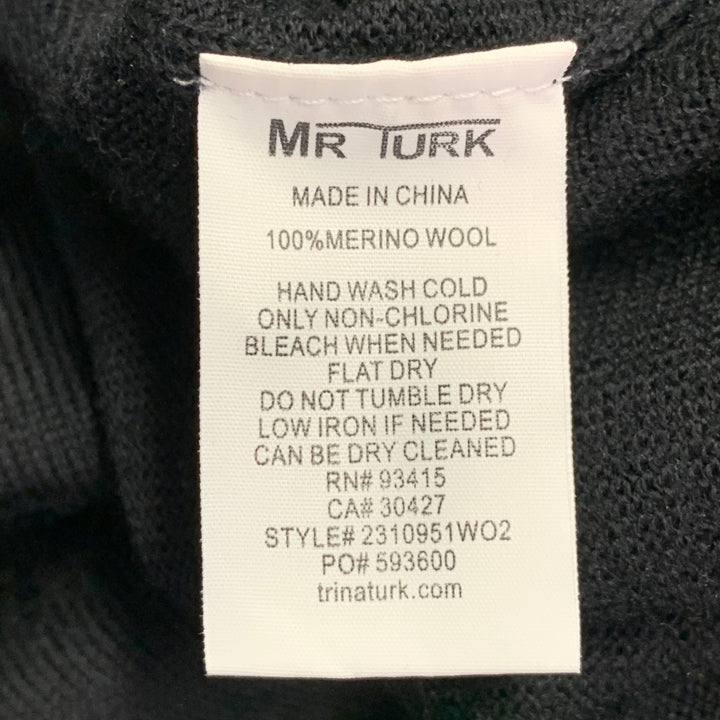 MR TURK
MADE IN CHINA
100%MERINO WOOL
HAND WASH COLD
ONLY NON-CHLORINE
BLEACH WHEN NEEDED
FLAT DRY
DO NOT TUMBLE DRY
LOW IRON IF NEEDED
CAN BE DRY CLEANED
RN# 93415
CA# 30427
STYLE# 2310951WO2
PO# 593600
trinaturk.com